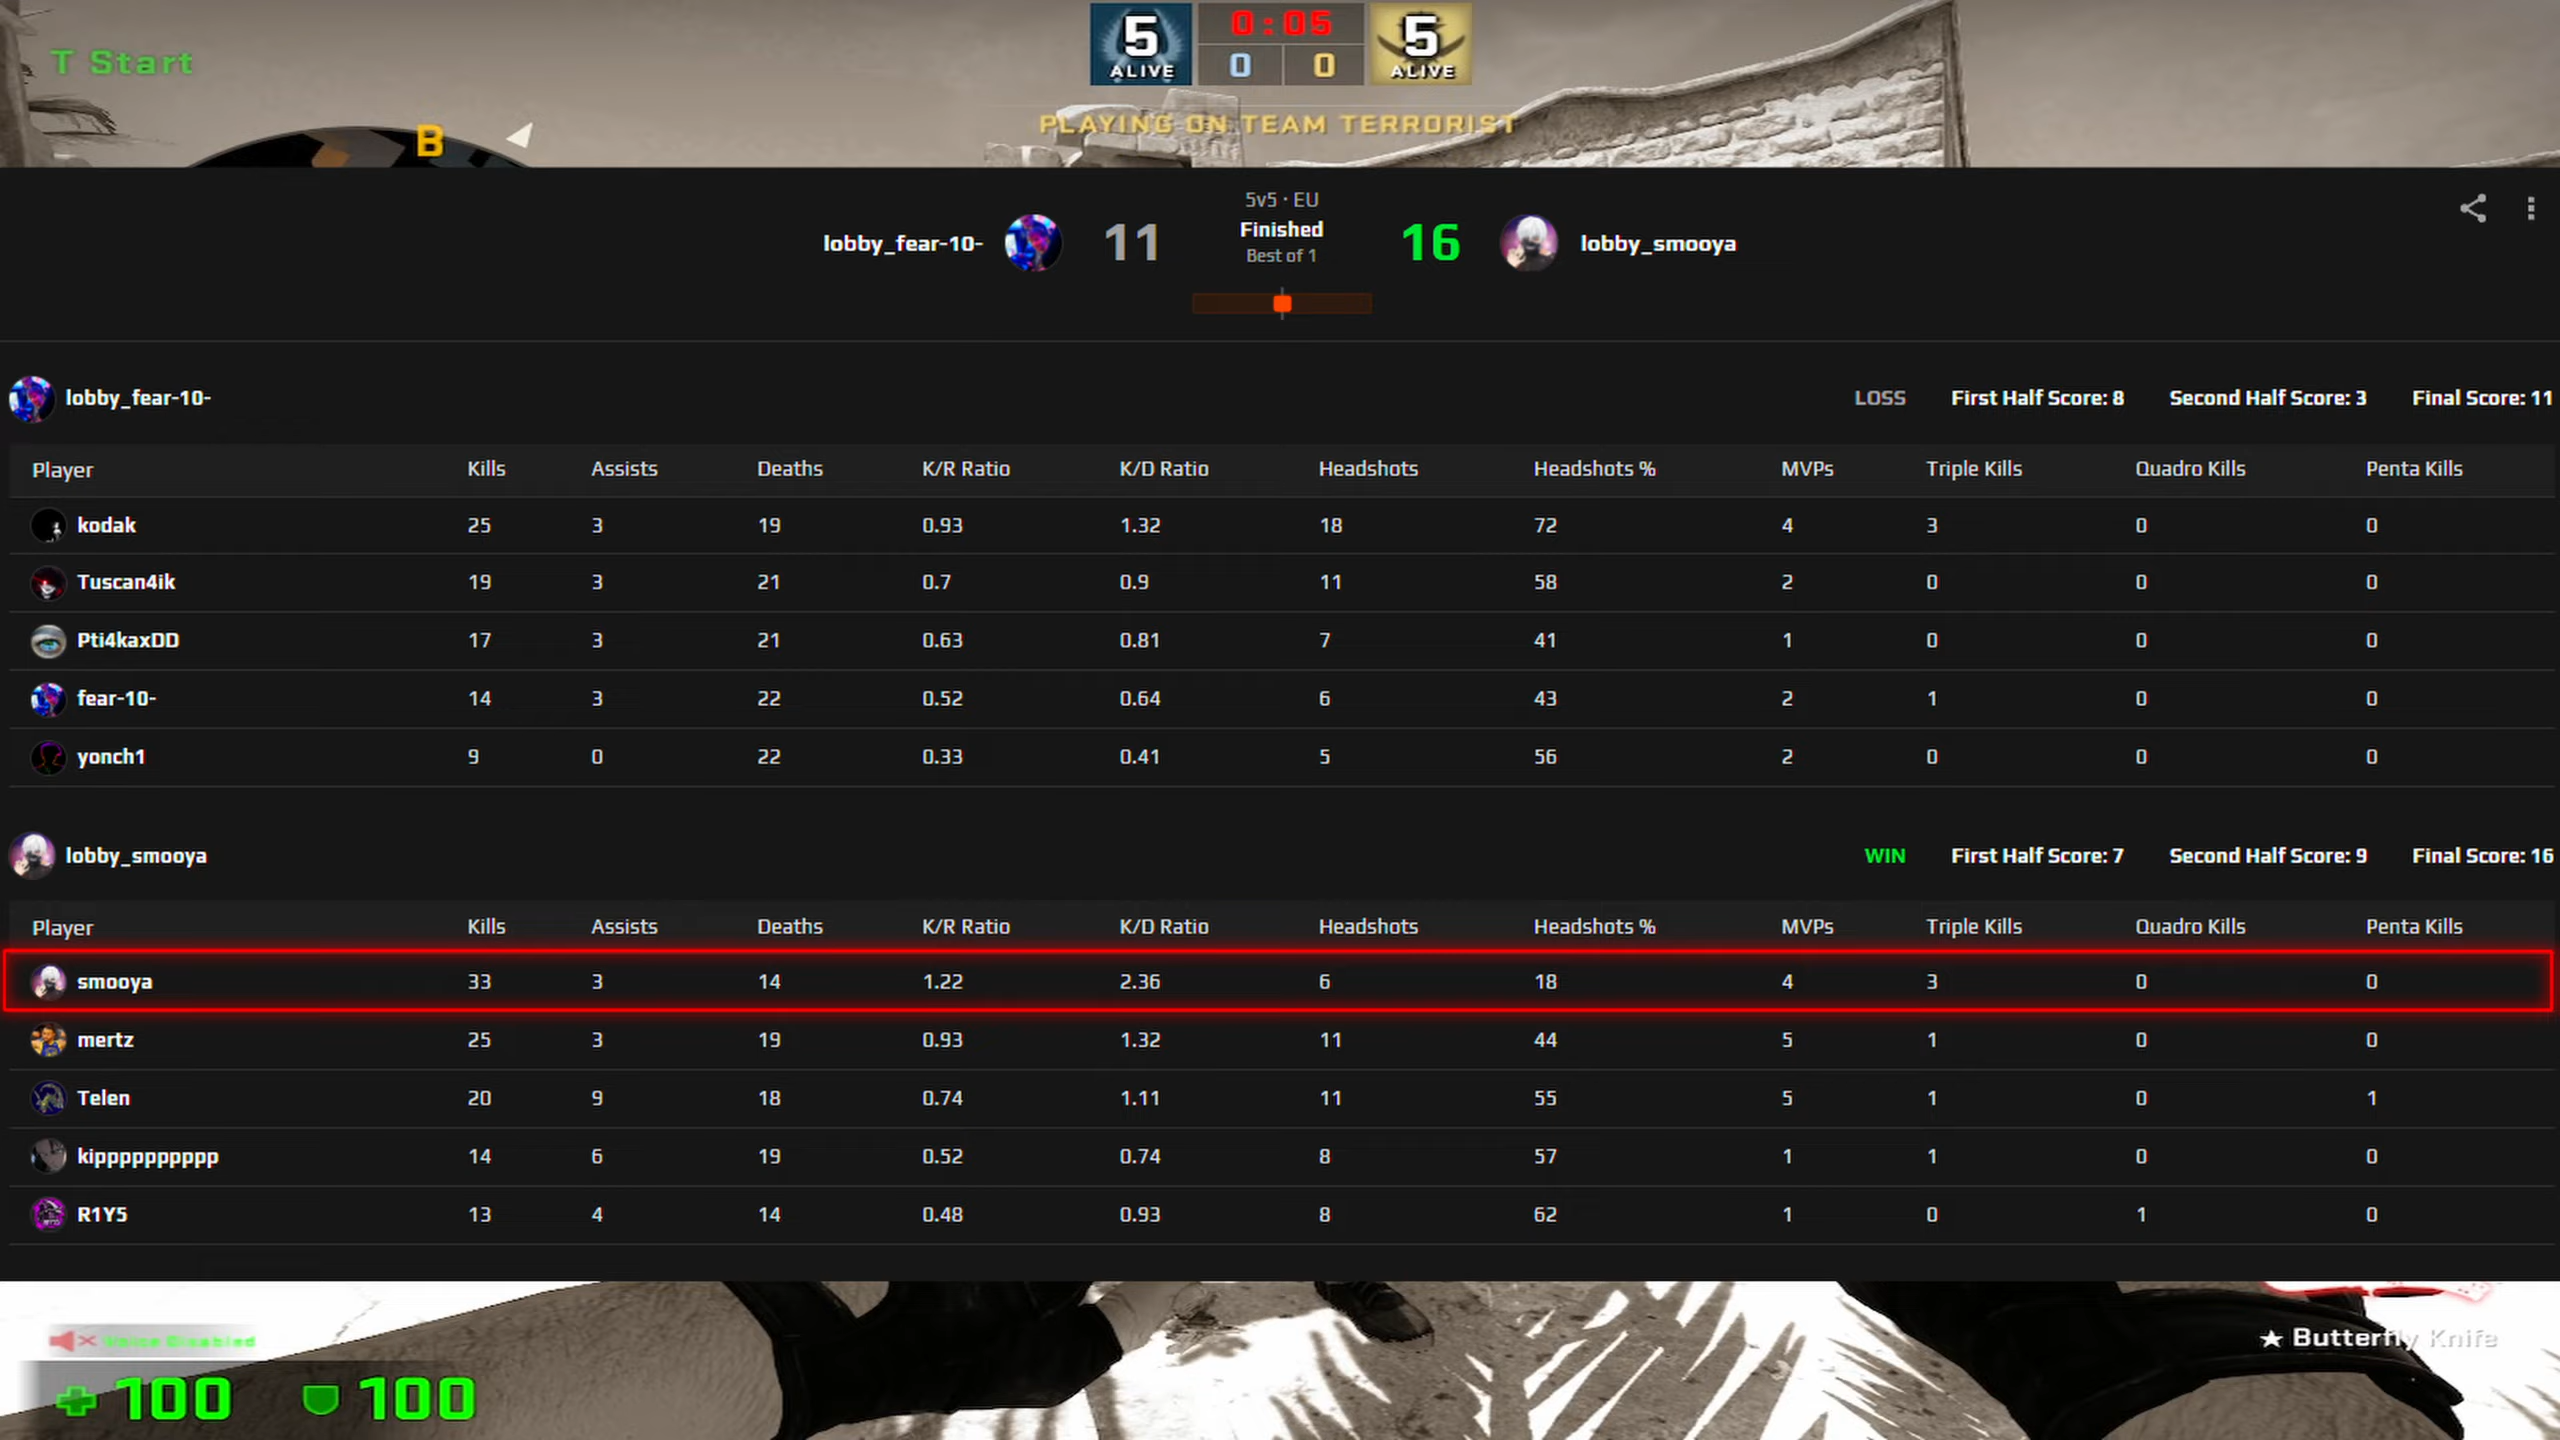 T Start
5 ALIVE 0:05 5 ALIVE
0 0
PLAYING ON TEAM TERRORIST
B
5v5 · EU
lobby_fear-10- 11 Finished 16 lobby_smooya
Best of 1
lobby_fear-10- LOSS First Half Score: 8 Second Half Score: 3 Final Score: 11
Player Kills Assists Deaths K/R Ratio K/D Ratio Headshots Headshots % MVPs Triple Kills Quadro Kills Penta Kills
kodak 25 3 19 0.93 1.32 18 72 4 3 0 0
Tuscan4ik 19 3 21 0.7 0.9 11 58 2 0 0 0
Pti4kaxDD 17 3 21 0.63 0.81 7 41 1 0 0 0
fear-10- 14 3 22 0.52 0.64 6 43 2 1 0 0
yonch1 9 0 22 0.33 0.41 5 56 2 0 0 0
lobby_smooya WIN First Half Score: 7 Second Half Score: 9 Final Score: 16
Player Kills Assists Deaths K/R Ratio K/D Ratio Headshots Headshots % MVPs Triple Kills Quadro Kills Penta Kills
smooya 33 3 14 1.22 2.36 6 18 4 3 0 0
mertz 25 3 19 0.93 1.32 11 44 5 1 0 0
Telen 20 9 18 0.74 1.11 11 55 5 1 0 1
kipppppppppp 14 6 19 0.52 0.74 8 57 1 1 0 0
R1Y5 13 4 14 0.48 0.93 8 62 1 0 1 0
Voice Disabled
★ Butterfly Knife
100 100